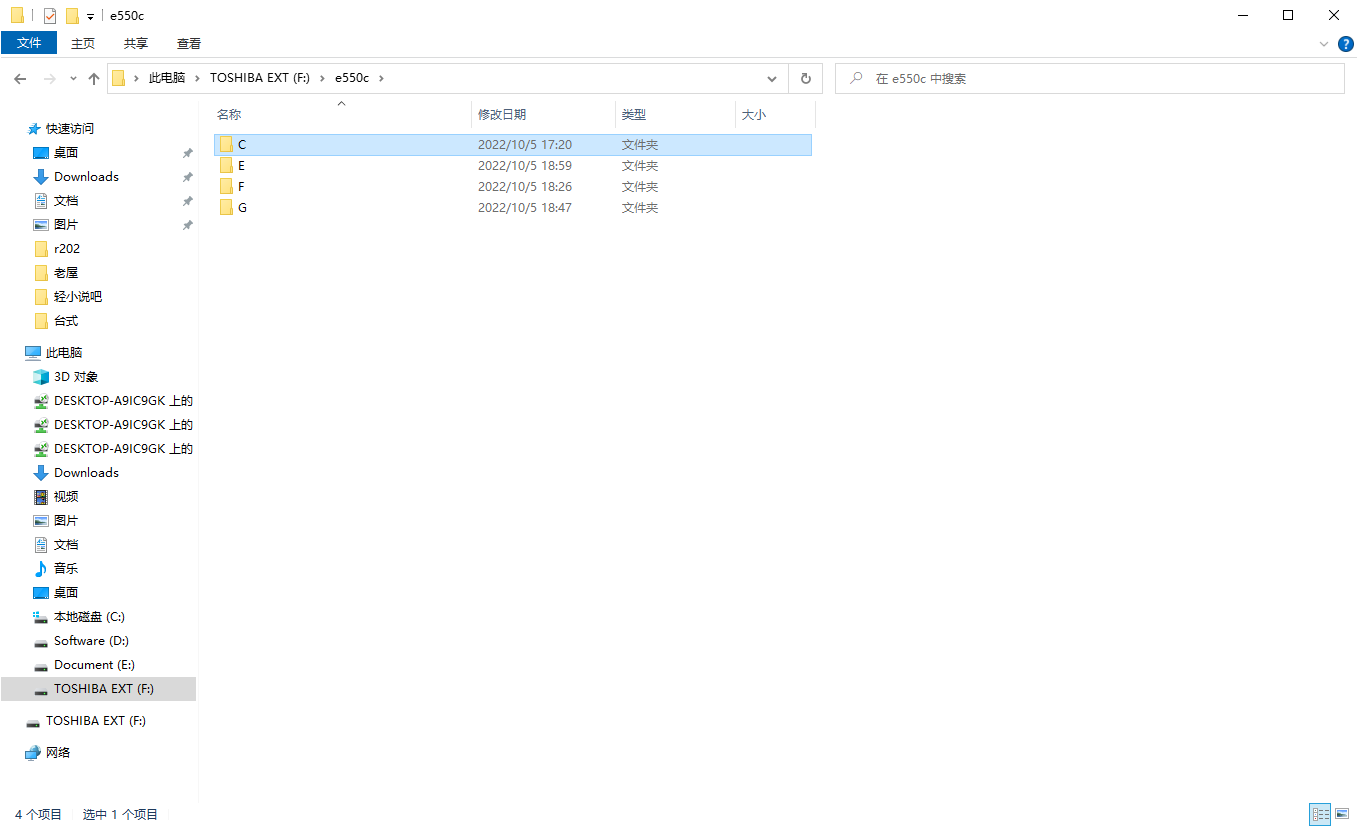 e550c
文件 主页 共享 查看
此电脑 › TOSHIBA EXT (F:) › e550c ›
在 e550c 中搜索
名称 修改日期 类型 大小
C 2022/10/5 17:20 文件夹
E 2022/10/5 18:59 文件夹
F 2022/10/5 18:26 文件夹
G 2022/10/5 18:47 文件夹
快速访问
桌面
Downloads
文档
图片
r202
老屋
轻小说吧
台式
此电脑
3D 对象
DESKTOP-A9IC9GK 上的
DESKTOP-A9IC9GK 上的
DESKTOP-A9IC9GK 上的
Downloads
视频
图片
文档
音乐
桌面
本地磁盘 (C:)
Software (D:)
Document (E:)
TOSHIBA EXT (F:)
TOSHIBA EXT (F:)
网络
4 个项目 选中 1 个项目